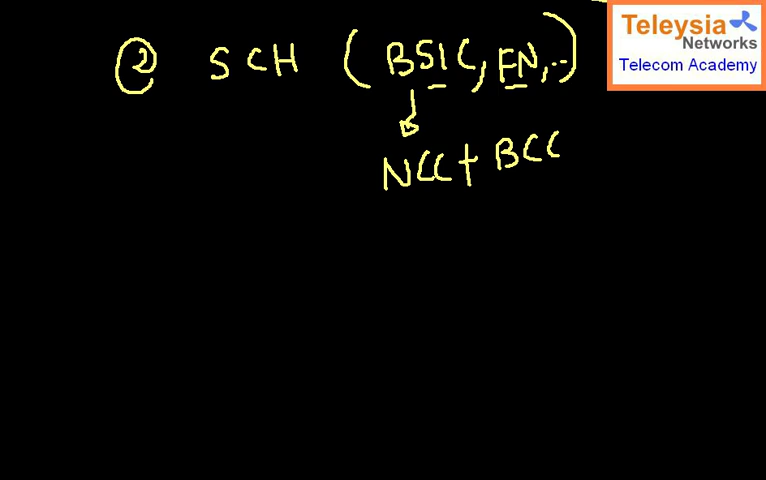 Teleysia
Networks
Telecom Academy
② SCH (BSIC, FN, ..)
NCC + BCC